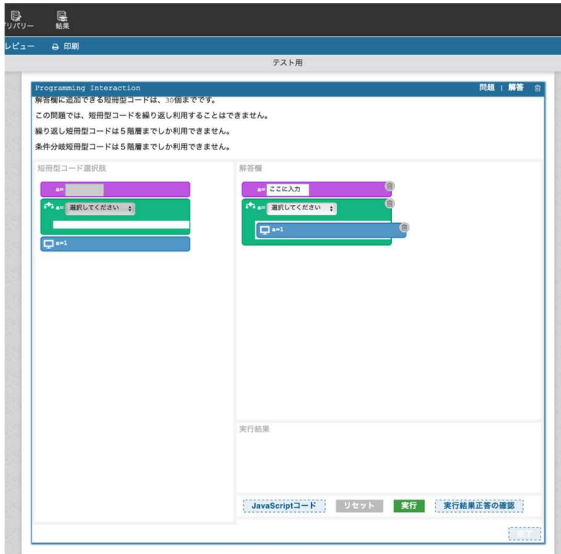 プリバリー
結果
レビュー
印刷
テスト用
Programming Interaction
問題 | 解答
解答欄に追加できる短冊型コードは、30個までです。
この問題では、短冊型コードを繰り返し利用することはできません。
繰り返し短冊型コードは５階層までしか利用できません。
条件分岐短冊型コードは５階層までしか利用できません。
短冊型コード選択肢
a=
a= 選択してください
a=1
解答欄
a= ここに入力
a= 選択してください
a=1
実行結果
JavaScriptコード
リセット
実行
実行結果正答の確認